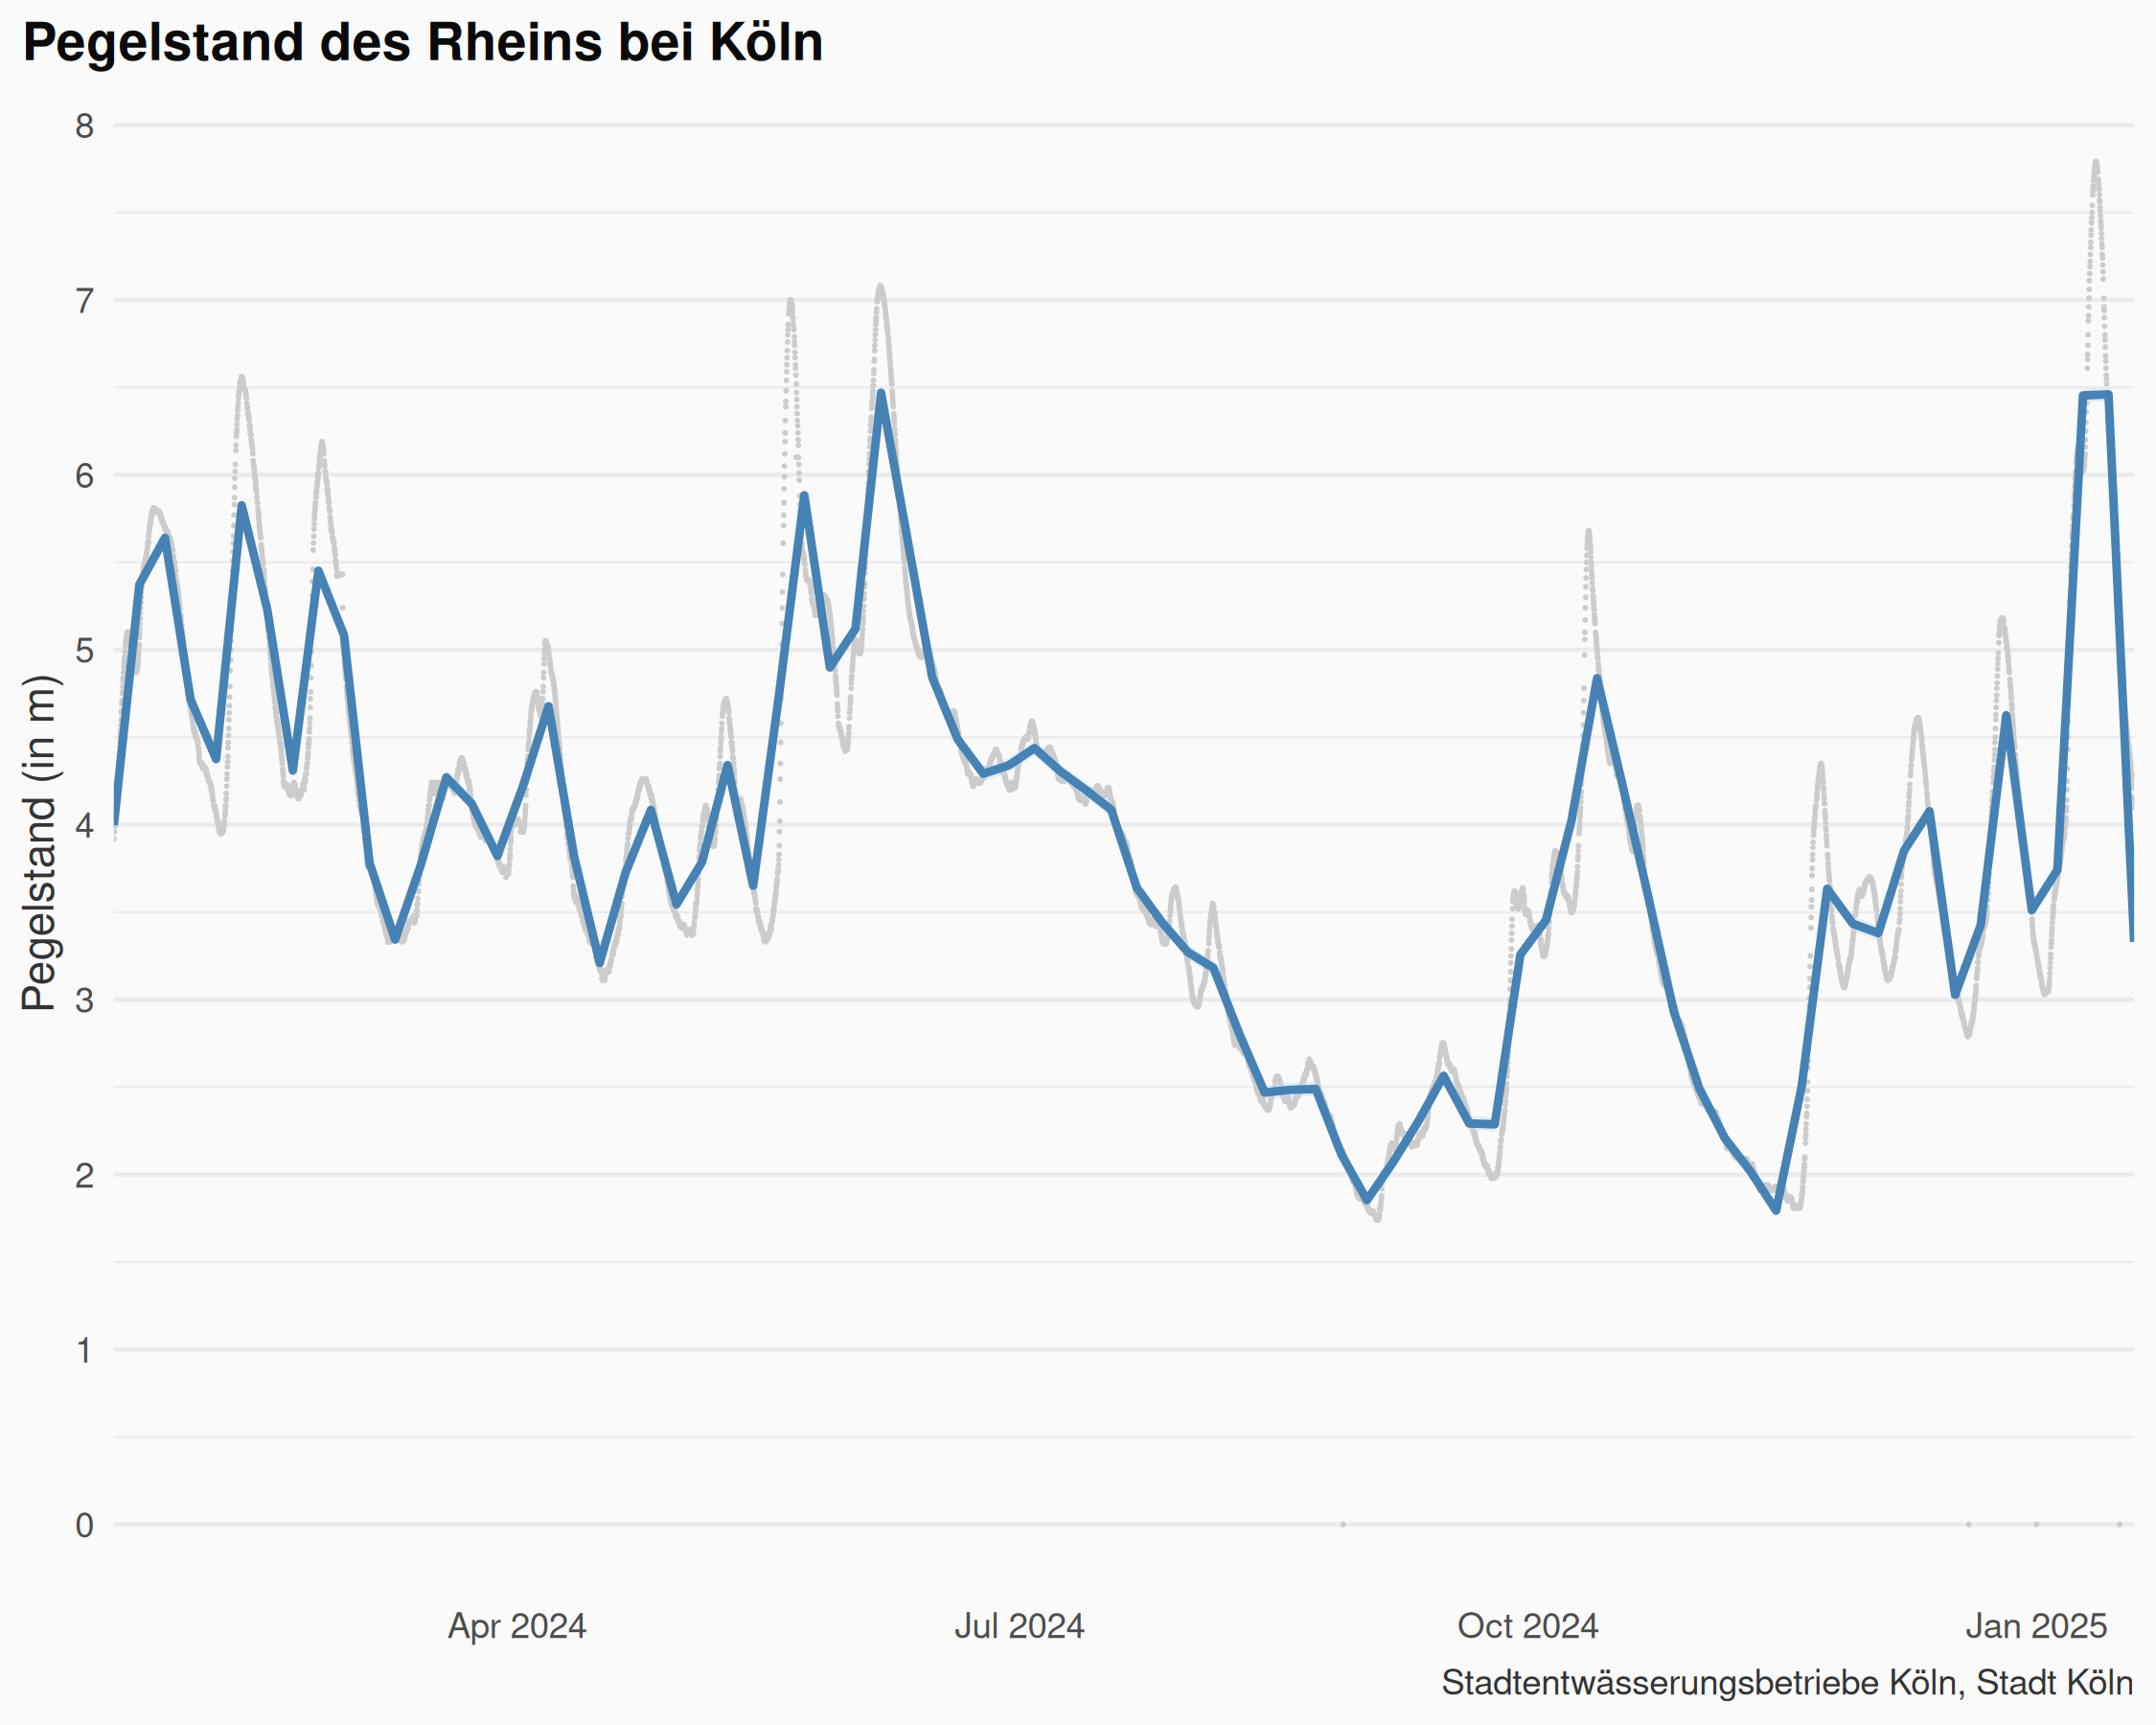 Pegelstand des Rheins bei Köln
8
7
6
5
4
3
2
1
0
Pegelstand (in m)
Apr 2024
Jul 2024
Oct 2024
Jan 2025
Stadtentwässerungsbetriebe Köln, Stadt Köln